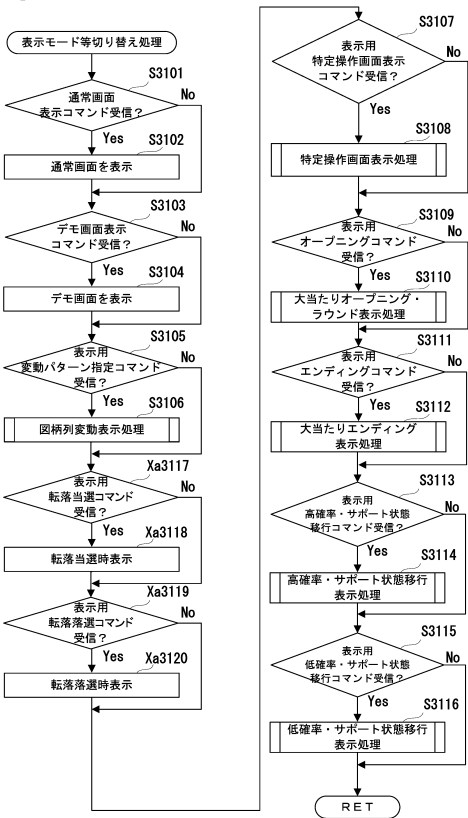 表示モード等切り替え処理
S3101
通常画面
表示コマンド受信？
No
Yes
S3102
通常画面を表示
S3103
デモ画面表示
コマンド受信？
No
Yes
S3104
デモ画面を表示
S3105
表示用
変動パターン指定コマンド
受信？
No
Yes
S3106
図柄列変動表示処理
Xa3117
表示用
転落当選コマンド
受信？
No
Yes
Xa3118
転落当選時表示
Xa3119
表示用
転落落選コマンド
受信？
No
Yes
Xa3120
転落落選時表示
S3107
表示用
特定操作画面表示
コマンド受信？
No
Yes
S3108
特定操作画面表示処理
S3109
表示用
オープニングコマンド
受信？
No
Yes
S3110
大当たりオープニング・
ラウンド表示処理
S3111
表示用
エンディングコマンド
受信？
No
Yes
S3112
大当たりエンディング
表示処理
S3113
表示用
高確率・サポート状態
移行コマンド受信？
No
Yes
S3114
高確率・サポート状態移行
表示処理
S3115
表示用
低確率・サポート状態
移行コマンド受信？
No
Yes
S3116
低確率・サポート状態移行
表示処理
ＲＥＴ